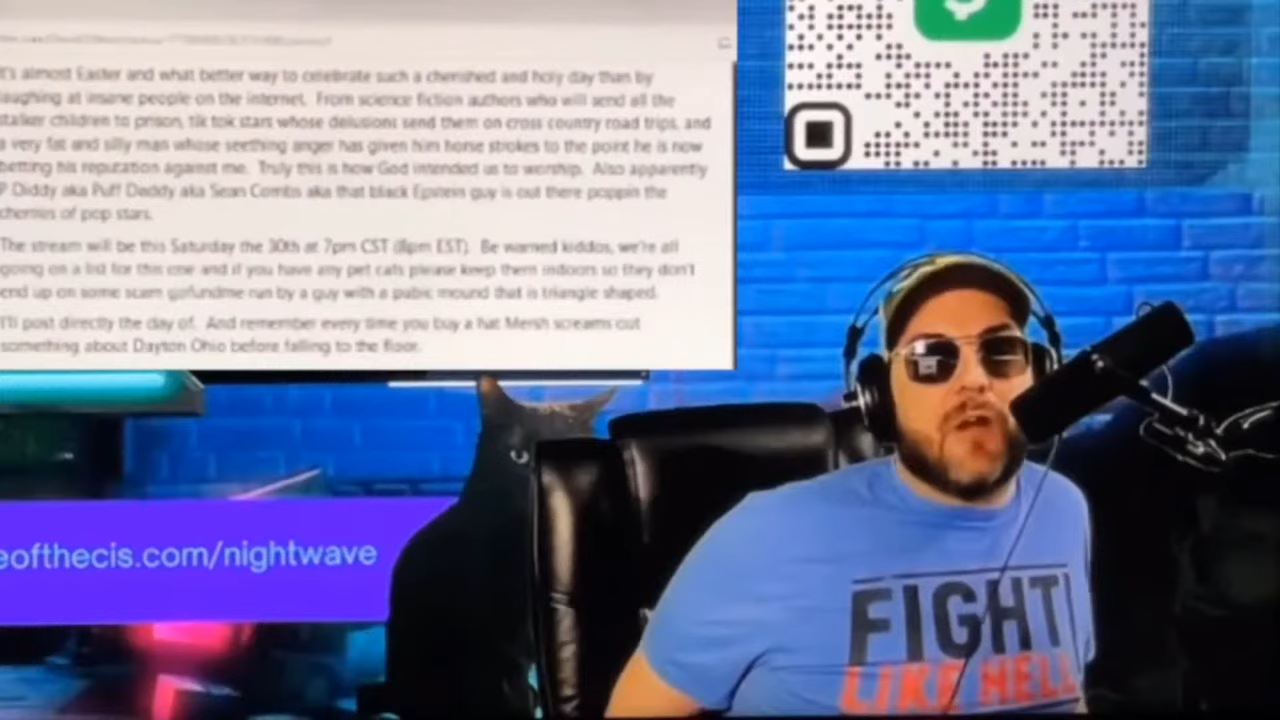 It's almost Easter and what better way to celebrate such a cherished and holy day than by
laughing at insane people on the internet. From science fiction authors who will send all the
stalker children to prison, tik tok stars whose delusions send them on cross country road trips, and
a very fat and silly man whose seething anger has given him horse strokes to the point he is now
betting his reputation against me. Truly this is how God intended us to worship. Also apparently
P Diddy aka Puff Daddy aka Sean Combs aka that black Epstein guy is out there poppin the
cherries of pop stars.
The stream will be this Saturday the 30th at 7pm CST (8pm EST). Be warned kiddos, we're all
going on a list for this one and if you have any pet cats please keep them indoors so they don't
end up on some scam gofundme run by a guy with a pubic mound that is triangle shaped.
I'll post directly the day of. And remember every time you buy a hat Mersh screams out
something about Dayton Ohio before falling to the floor.
$
eofthecis.com/nightwave
FIGHT
LIKE HELL